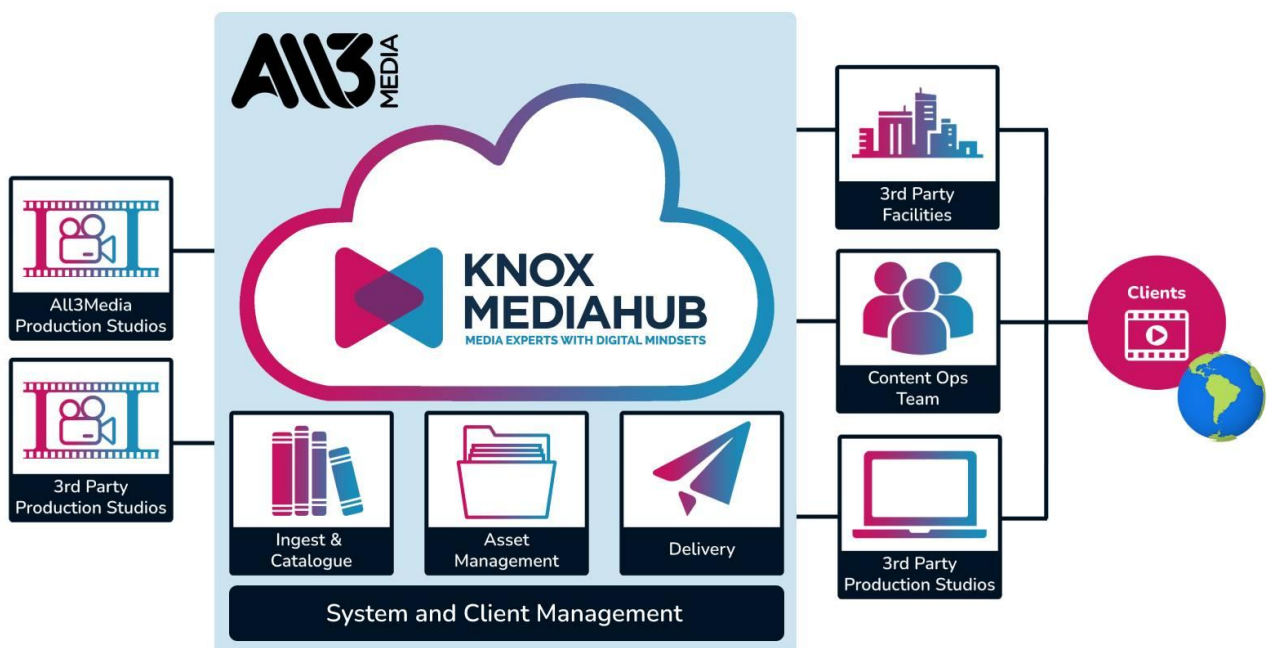 All3
MEDIA
KNOX
MEDIAHUB
MEDIA EXPERTS WITH DIGITAL MINDSETS
All3Media
Production Studios
3rd Party
Production Studios
Ingest &
Catalogue
Asset
Management
Delivery
System and Client Management
3rd Party
Facilities
Content Ops
Team
3rd Party
Production Studios
Clients